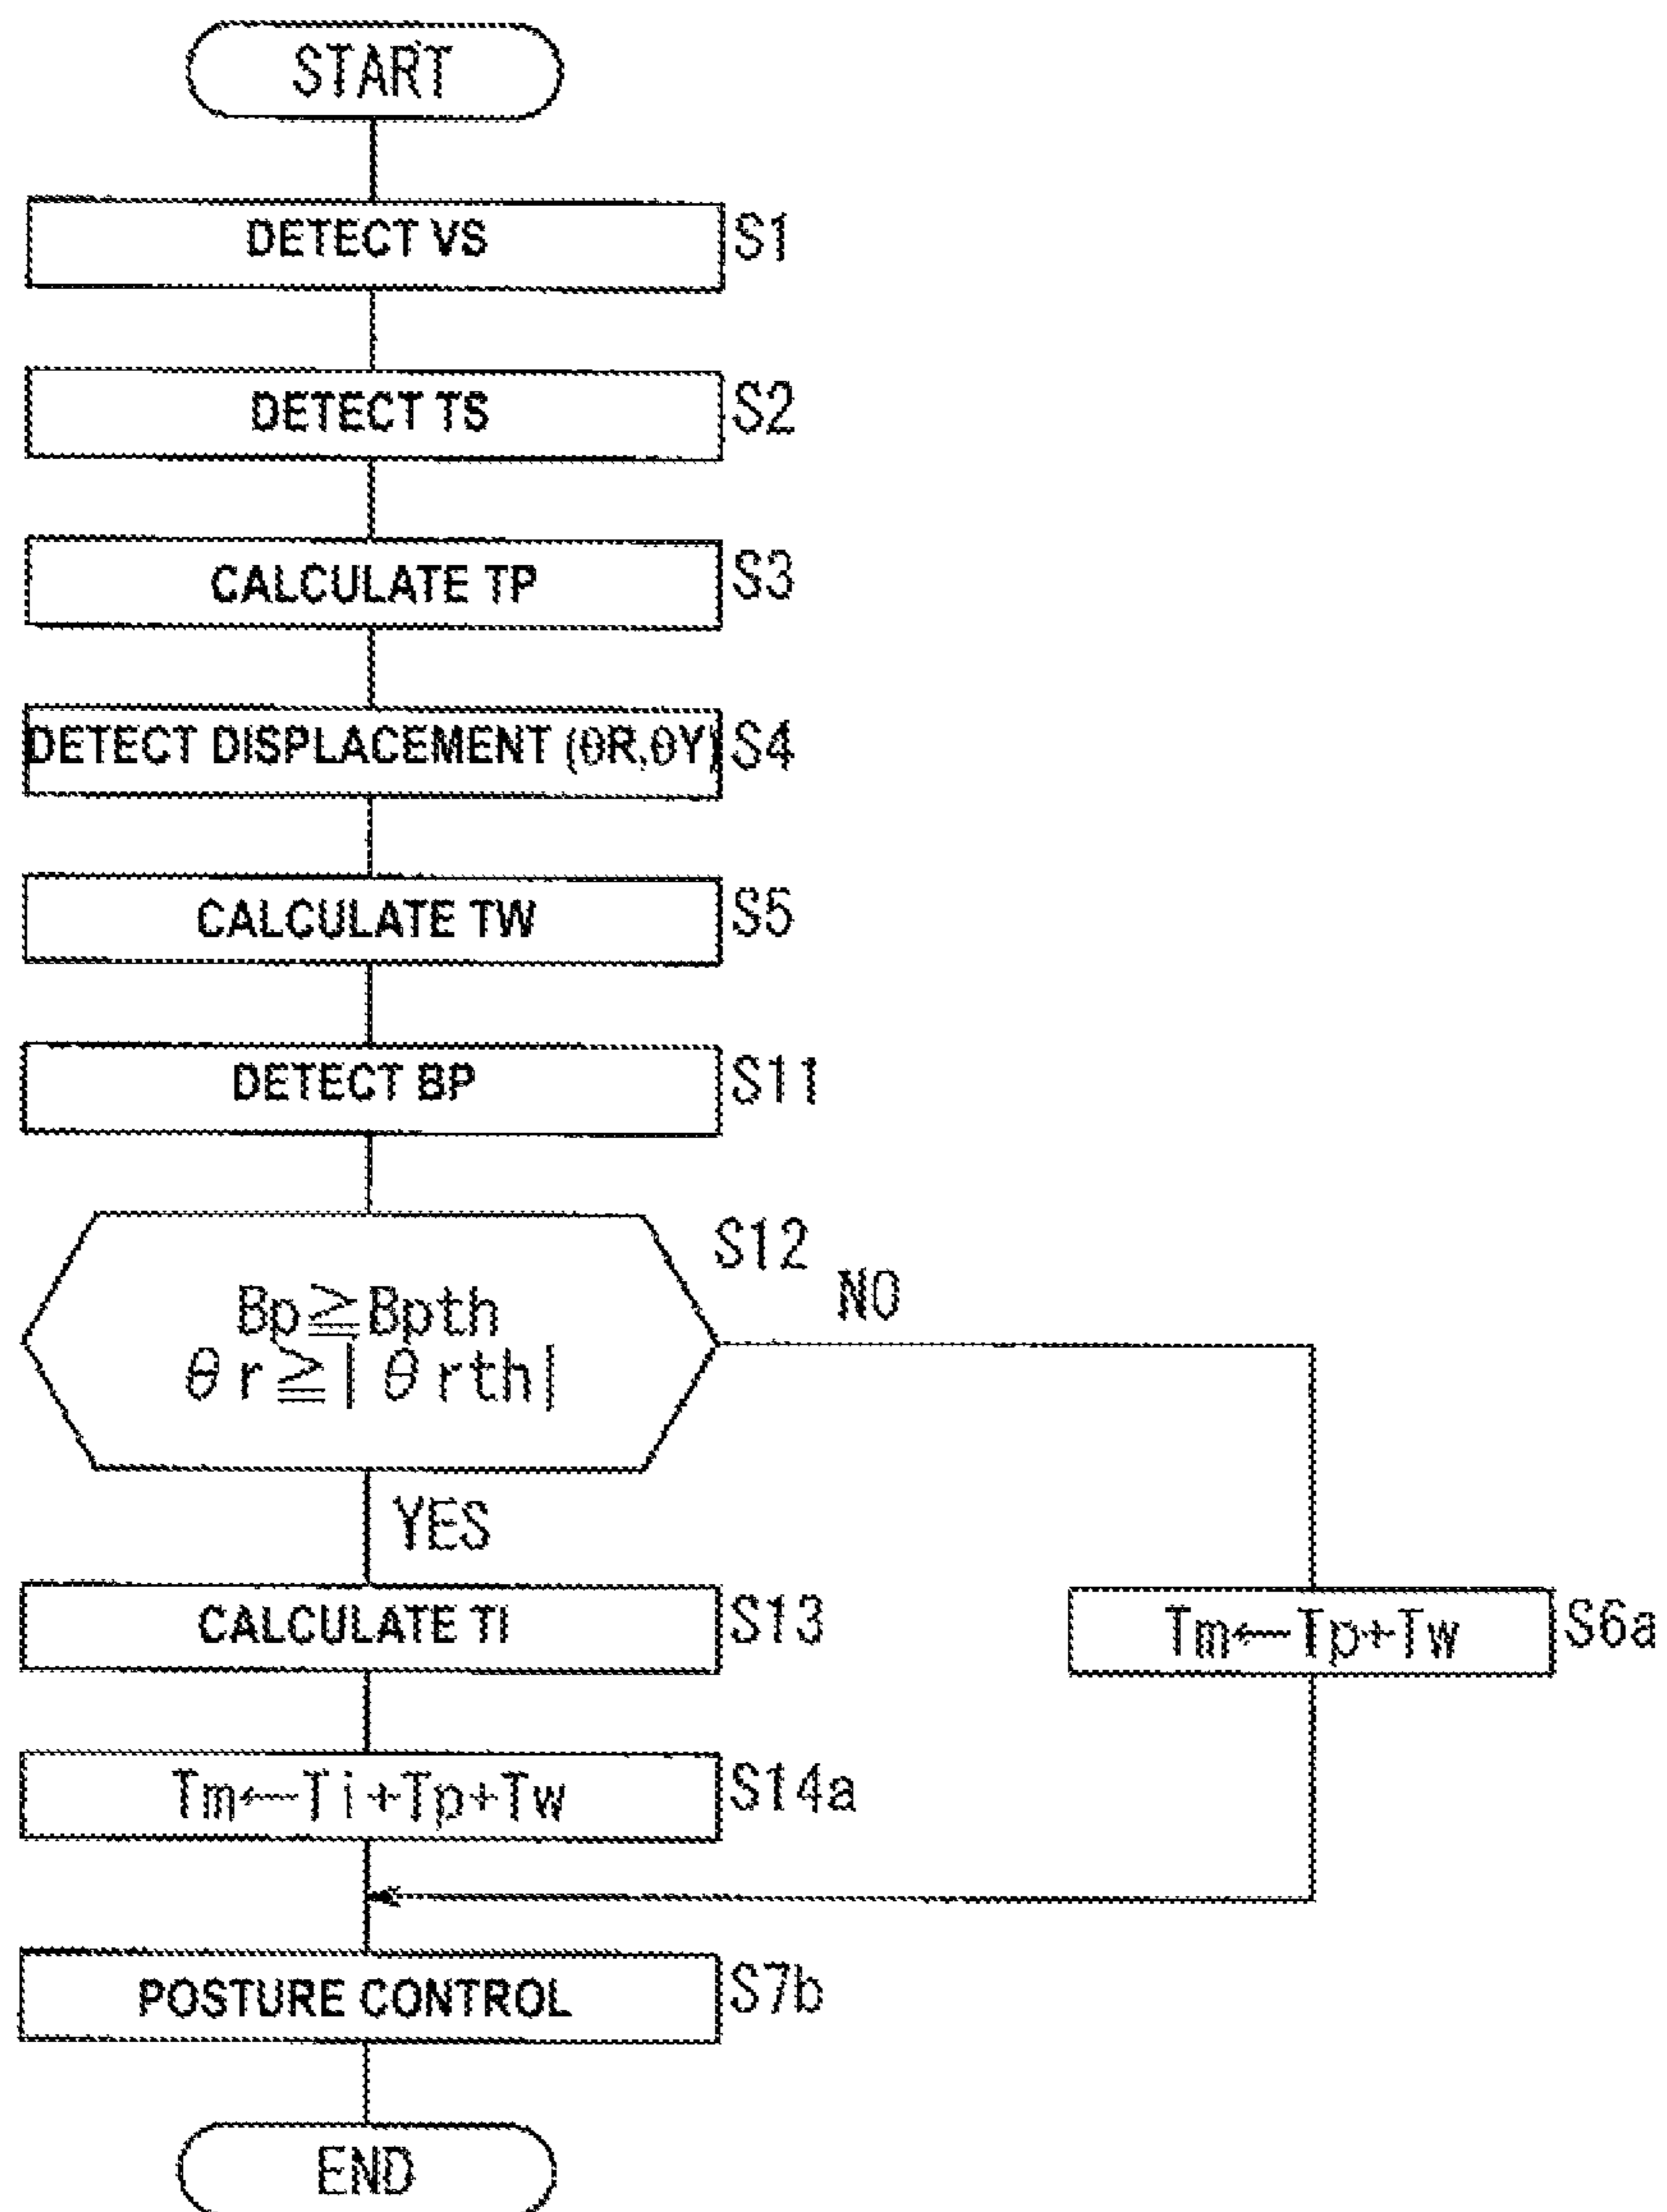 START
DETECT VS
S1
DETECT TS
S2
CALCULATE TP
S3
DETECT DISPLACEMENT (θR,θY)
S4
CALCULATE TW
S5
DETECT BP
S11
S12
Bp≧Bpth
θr≧|θrth|
NO
YES
CALCULATE TI
S13
Tm←Tp+Tw
S6a
Tm←Ti+Tp+Tw
S14a
POSTURE CONTROL
S7b
END